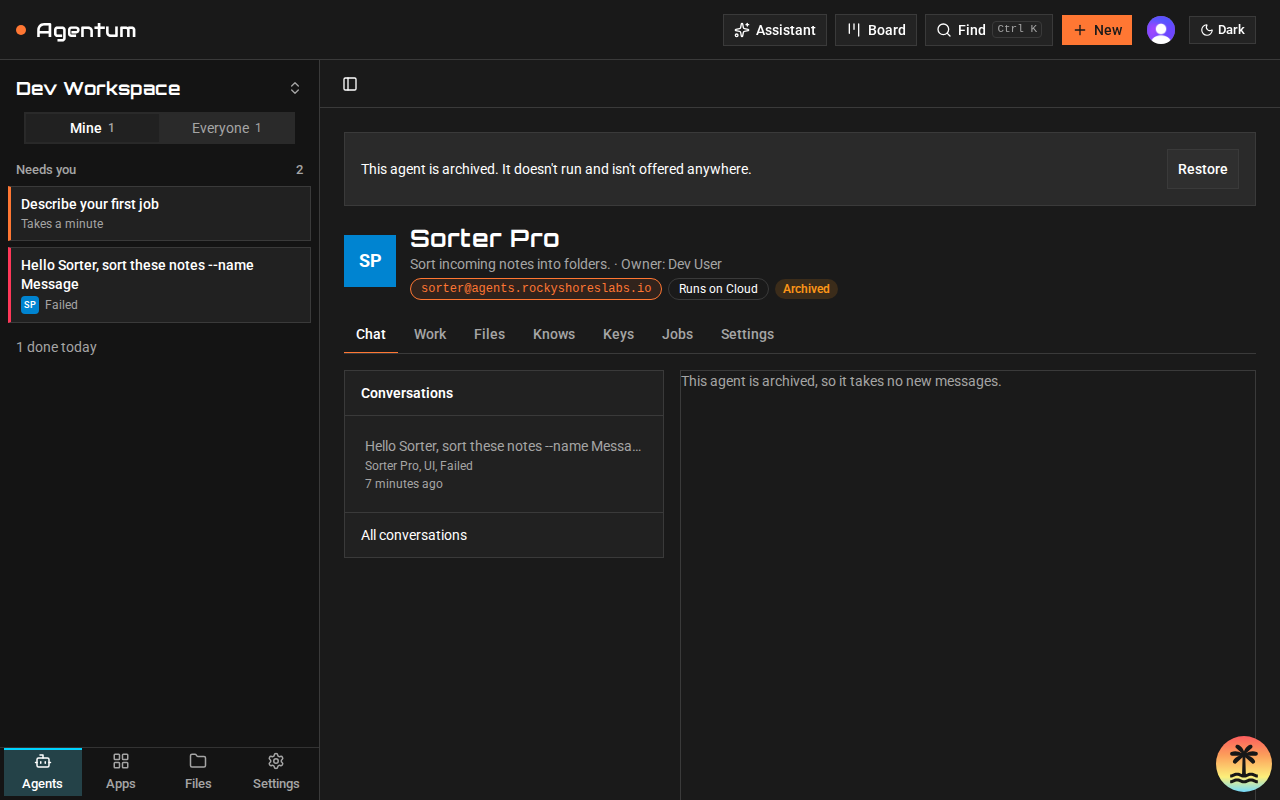 Agentum
Assistant
Board
Find Ctrl K
New
Dark
Dev Workspace
Mine 1
Everyone 1
Needs you 2
Describe your first job
Takes a minute
Hello Sorter, sort these notes --name
Message
SP Failed
1 done today
This agent is archived. It doesn't run and isn't offered anywhere.
Restore
SP
Sorter Pro
Sort incoming notes into folders. · Owner: Dev User
sorter@agents.rockyshoreslabs.io
Runs on Cloud
Archived
Chat
Work
Files
Knows
Keys
Jobs
Settings
Conversations
Hello Sorter, sort these notes --name Messa...
Sorter Pro, UI, Failed
7 minutes ago
All conversations
This agent is archived, so it takes no new messages.
Agents
Apps
Files
Settings